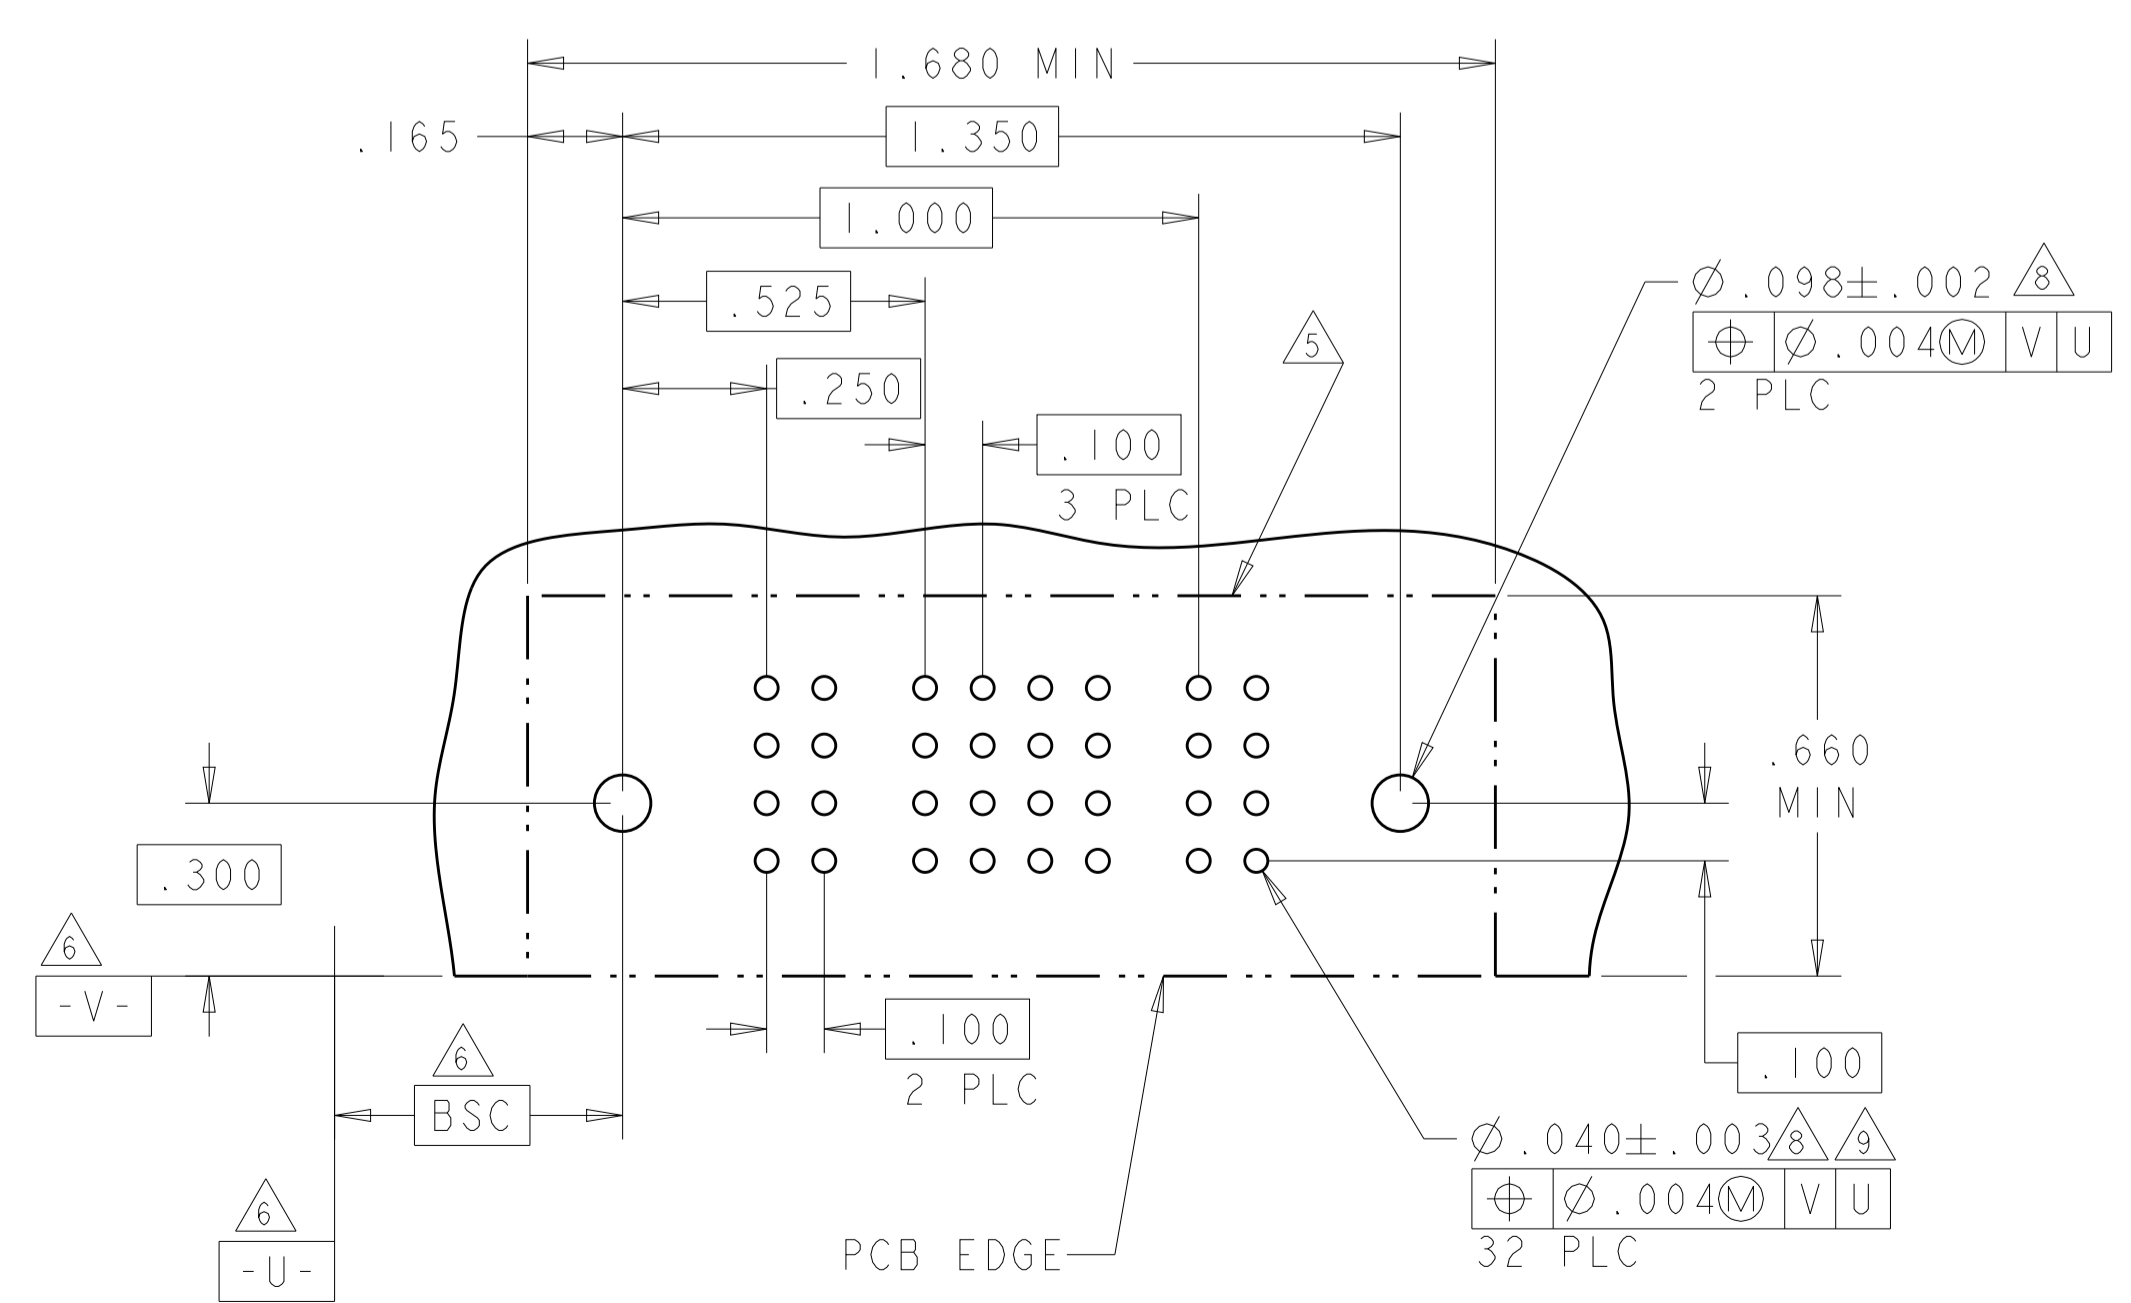 1.680 MIN
.165
1.350
1.000
.525
.250
.100
3 PLC
5
⌀.098±.002 8
⌖ ⌀.004Ⓜ V U
2 PLC
.660
MIN
.300
6
-V-
6
BSC
6
-U-
.100
2 PLC
.100
⌀.040±.003 8 9
⌖ ⌀.004Ⓜ V U
32 PLC
PCB EDGE